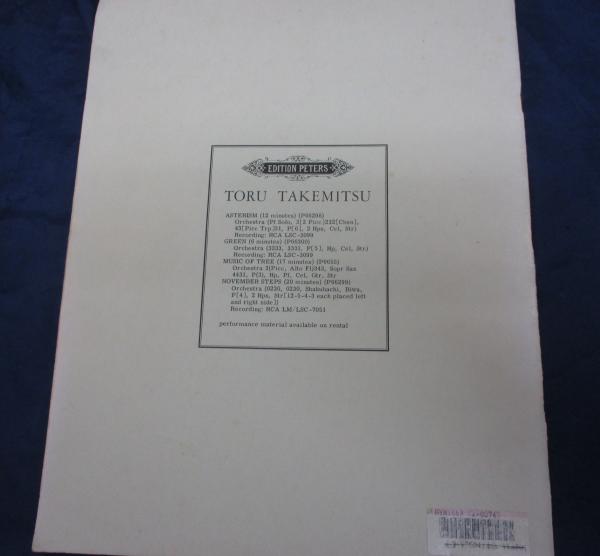 EDITION PETERS
TORU TAKEMITSU
ASTERISM (12 minutes) (P66298)
Orchestra (Pf Solo, 3[2 Picc]232[Cbsn],
43[Picc Trp]31, P[6], 2 Hps, Cel, Str)
Recording: RCA LSC-3099
GREEN (6 minutes) (P66300)
Orchestra (3333, 3331, P[5], Hp, Cel, Str)
Recording: RCA LSC-3099
MUSIC OF TREE (17 minutes) (P6655)
Orchestra 3(Picc, Alto Fl)343, Sopr Sax
4431, P(3), Hp, Pf, Cel, Gtr, Str
NOVEMBER STEPS (20 minutes) (P66299)
Orchestra (0230, 0230, Shakuhachi, Biwa,
P[4], 2 Hps, Str[12-5-4-3 each placed left
and right side])
Recording: RCA LM/LSC-7051
performance material available on rental